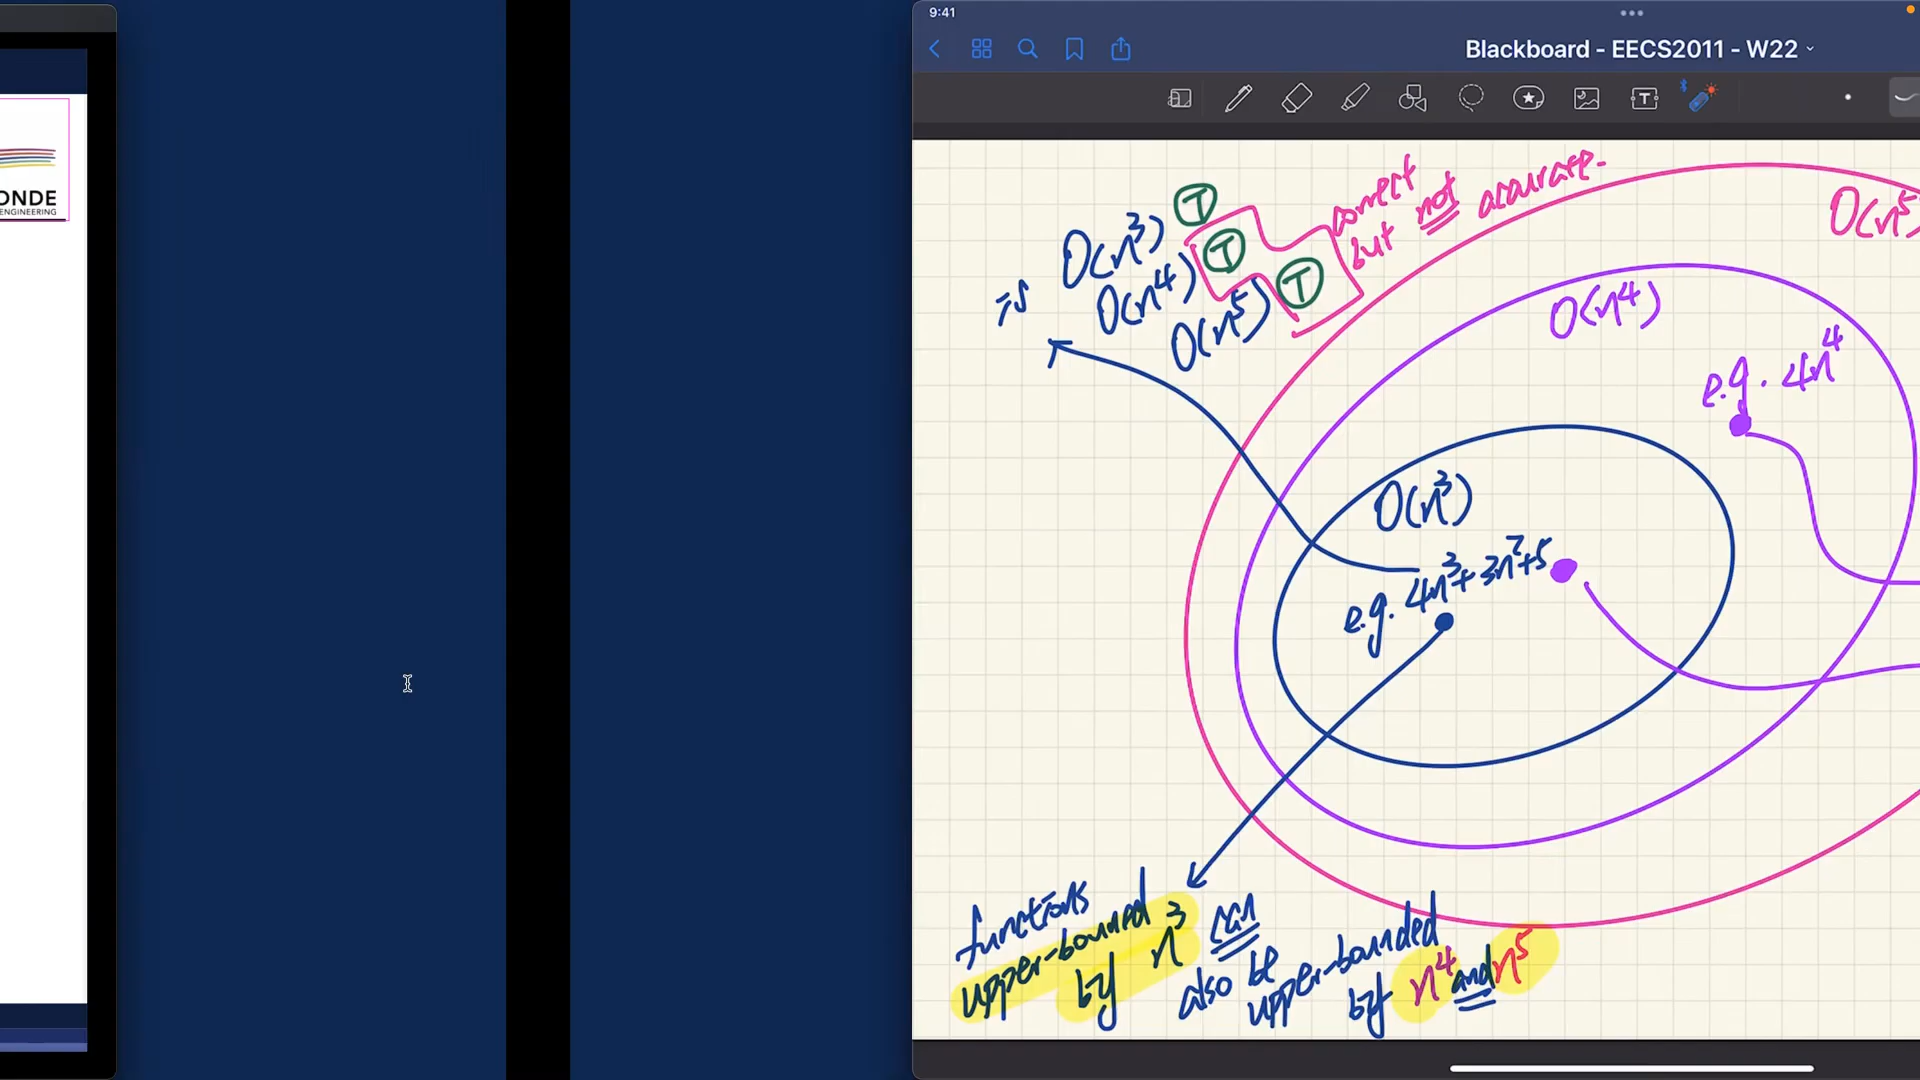 9:41
Blackboard - EECS2011 - W22
ONDE
ENGINEERING
correct
but not accurate.
is
O(n³) T
O(n⁴) T
O(n⁵) T
O(n⁵
O(n⁴)
e.g. 4n⁴
O(n³)
e.g. 4n³+3n²+5
functions
upper-bounded
by n³ can
also be
upper-bounded
by n⁴ and n⁵